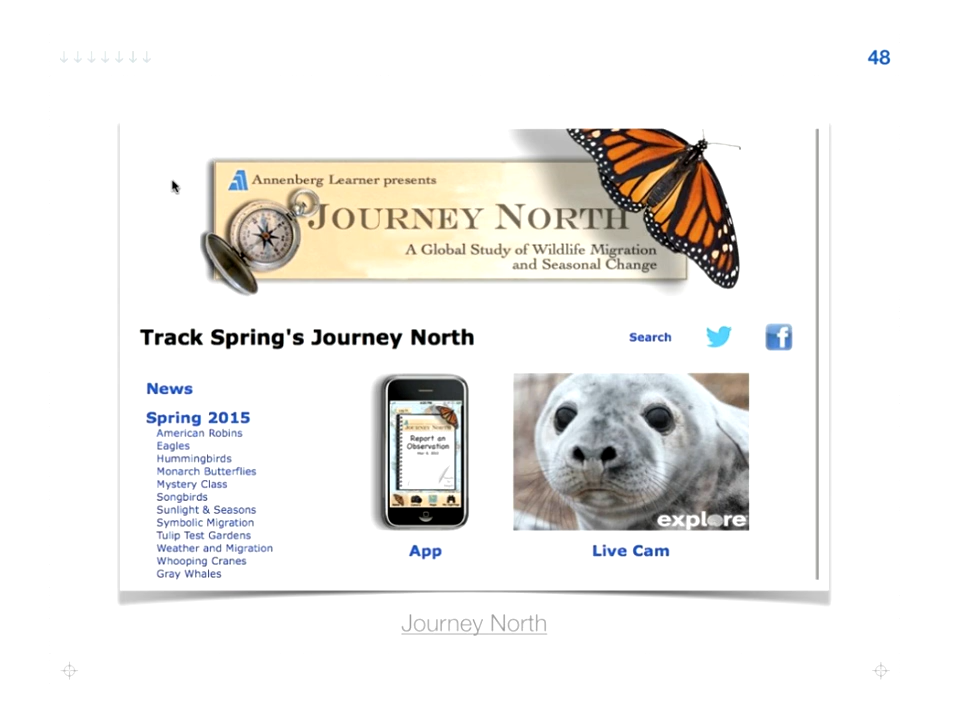 48
Annenberg Learner presents
JOURNEY NORTH
A Global Study of Wildlife Migration
and Seasonal Change
Track Spring's Journey North
Search
News
Spring 2015
American Robins
Eagles
Hummingbirds
Monarch Butterflies
Mystery Class
Songbirds
Sunlight & Seasons
Symbolic Migration
Tulip Test Gardens
Weather and Migration
Whooping Cranes
Gray Whales
JOURNEY NORTH
Report an
Observation
App
explore
Live Cam
Journey North